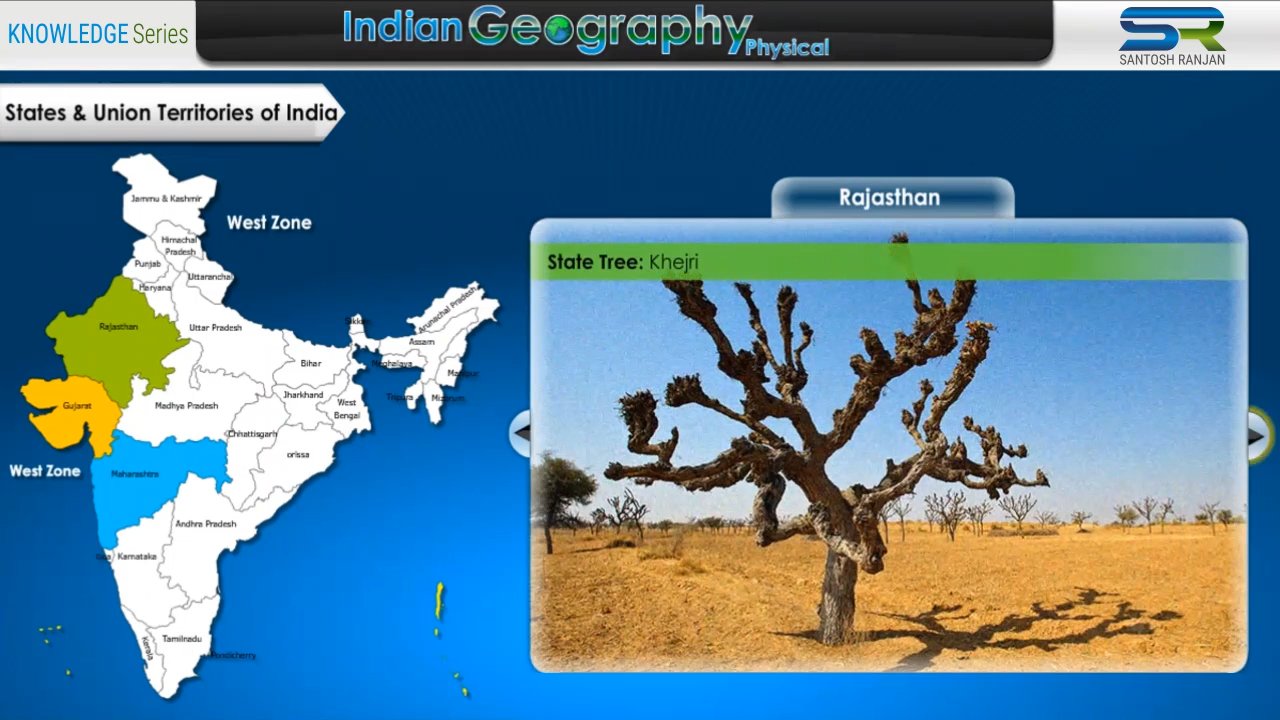 KNOWLEDGE Series
Indian Geography
Physical
SR
SANTOSH RANJAN
States & Union Territories of India
Jammu & Kashmir
West Zone
Himachal
Pradesh
Punjab
Uttaranchal
Haryana
Rajasthan
Uttar Pradesh
Sikkim
Arunachal Pradesh
Assam
Meghalaya
Manipur
Bihar
Tripura
Mizorum
Gujarat
Madhya Pradesh
Jharkhand
West
Bengal
Chhattisgarh
orissa
West Zone
Maharashtra
Andhra Pradesh
Goa
Karnataka
Tamilnadu
Kerala
Pondicherry
Rajasthan
State Tree: Khejri